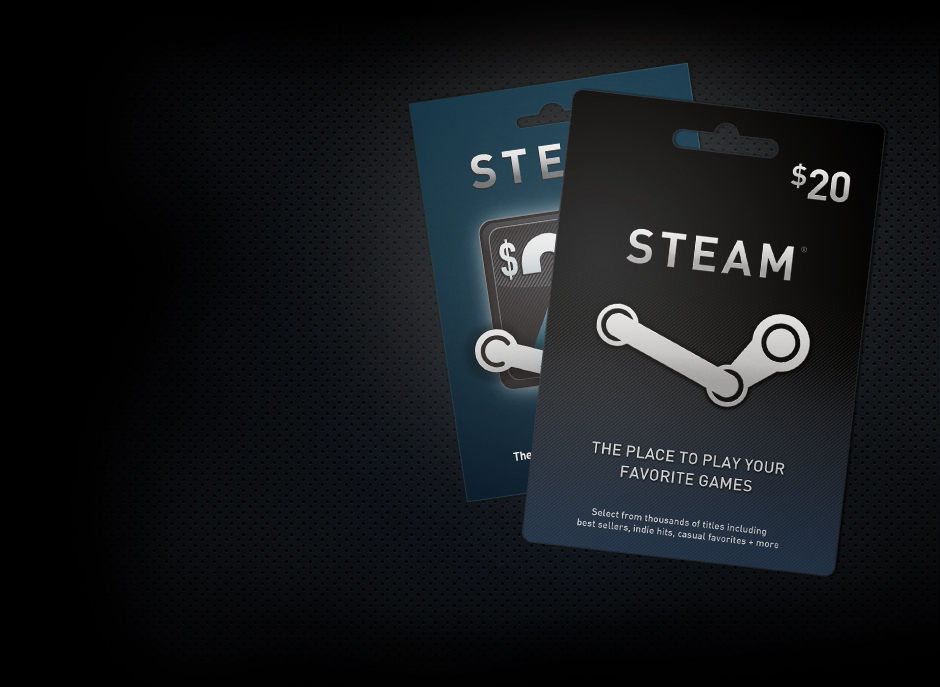 STE
$2
The
$20
STEAM®
THE PLACE TO PLAY YOUR
FAVORITE GAMES
Select from thousands of titles including
best sellers, indie hits, casual favorites + more